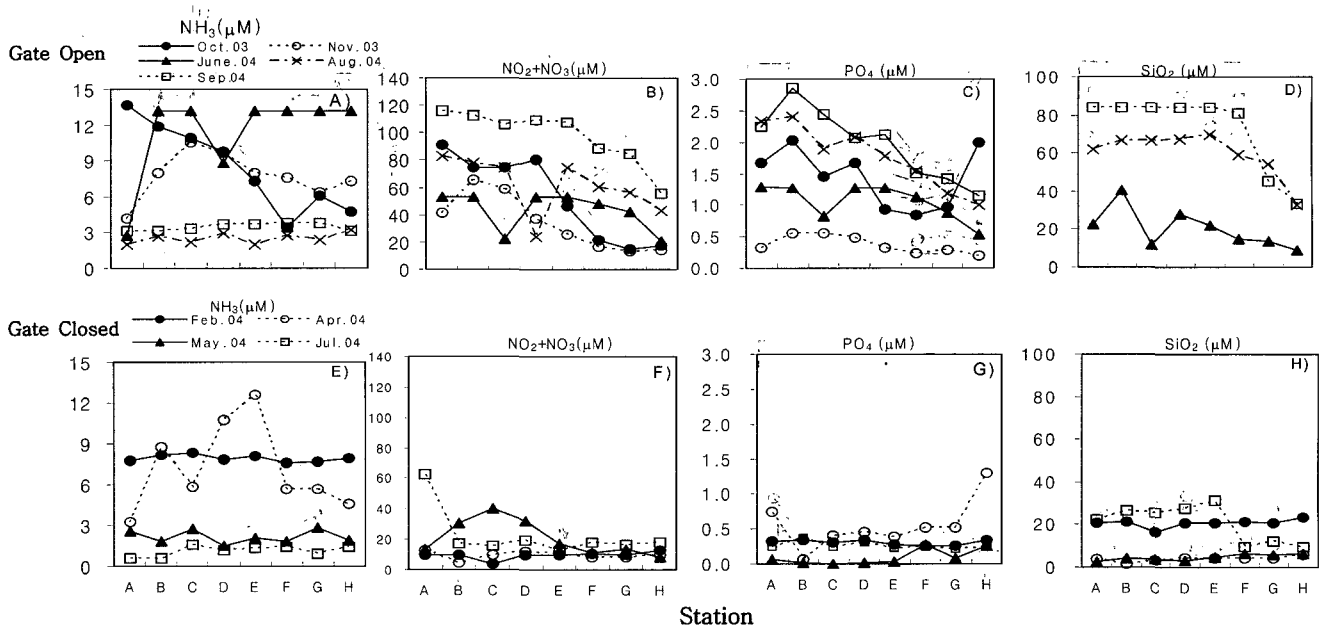 Gate Open
NH₃(μM)
Oct.03
Nov.03
June.04
Aug.04
Sep.04
A)
15
12
9
6
3
0
NO₂+NO₃(μM)
B)
140
120
100
80
60
40
20
0
PO₄ (μM)
C)
3.0
2.5
2.0
1.5
1.0
0.5
0.0
SiO₂ (μM)
D)
100
80
60
40
20
0
Gate Closed
NH₃(μM)
Feb.04
Apr.04
May.04
Jul.04
E)
15
12
9
6
3
0
A B C D E F G H
NO₂+NO₃(μM)
F)
140
120
100
80
60
40
20
0
A B C D E F G H
PO₄ (μM)
G)
3.0
2.5
2.0
1.5
1.0
0.5
0.0
A B C D E F G H
SiO₂ (μM)
H)
100
80
60
40
20
0
A B C D E F G H
Station